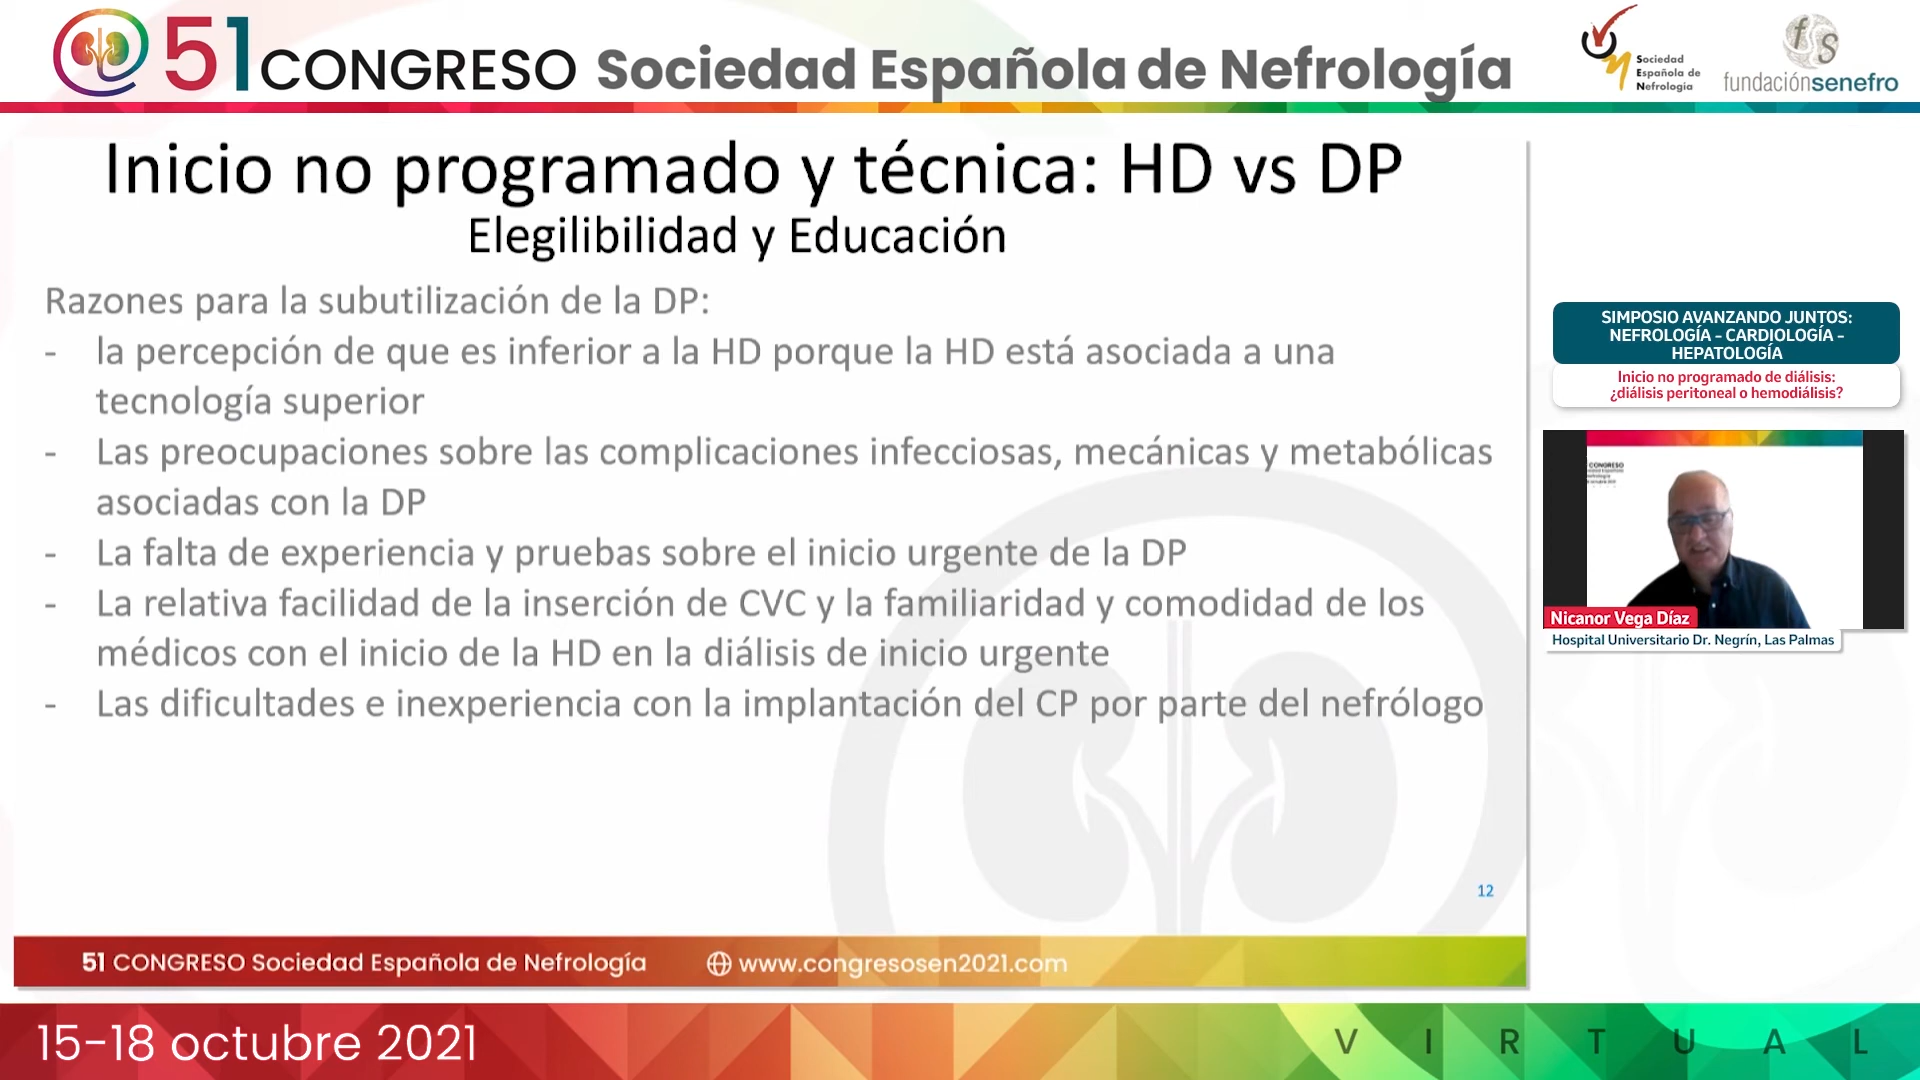 51 CONGRESO Sociedad Española de Nefrología
Sociedad
Española de
Nefrología
fS
fundaciónsenefro
Inicio no programado y técnica: HD vs DP
Elegilibilidad y Educación
Razones para la subutilización de la DP:
- la percepción de que es inferior a la HD porque la HD está asociada a una
tecnología superior
- Las preocupaciones sobre las complicaciones infecciosas, mecánicas y metabólicas
asociadas con la DP
- La falta de experiencia y pruebas sobre el inicio urgente de la DP
- La relativa facilidad de la inserción de CVC y la familiaridad y comodidad de los
médicos con el inicio de la HD en la diálisis de inicio urgente
- Las dificultades e inexperiencia con la implantación del CP por parte del nefrólogo
12
51 CONGRESO Sociedad Española de Nefrología
www.congresosen2021.com
SIMPOSIO AVANZANDO JUNTOS:
NEFROLOGÍA - CARDIOLOGÍA -
HEPATOLOGÍA
Inicio no programado de diálisis:
¿diálisis peritoneal o hemodiálisis?
CONGRESO
Nicanor Vega Díaz
Hospital Universitario Dr. Negrín, Las Palmas
15-18 octubre 2021
VIRTUAL